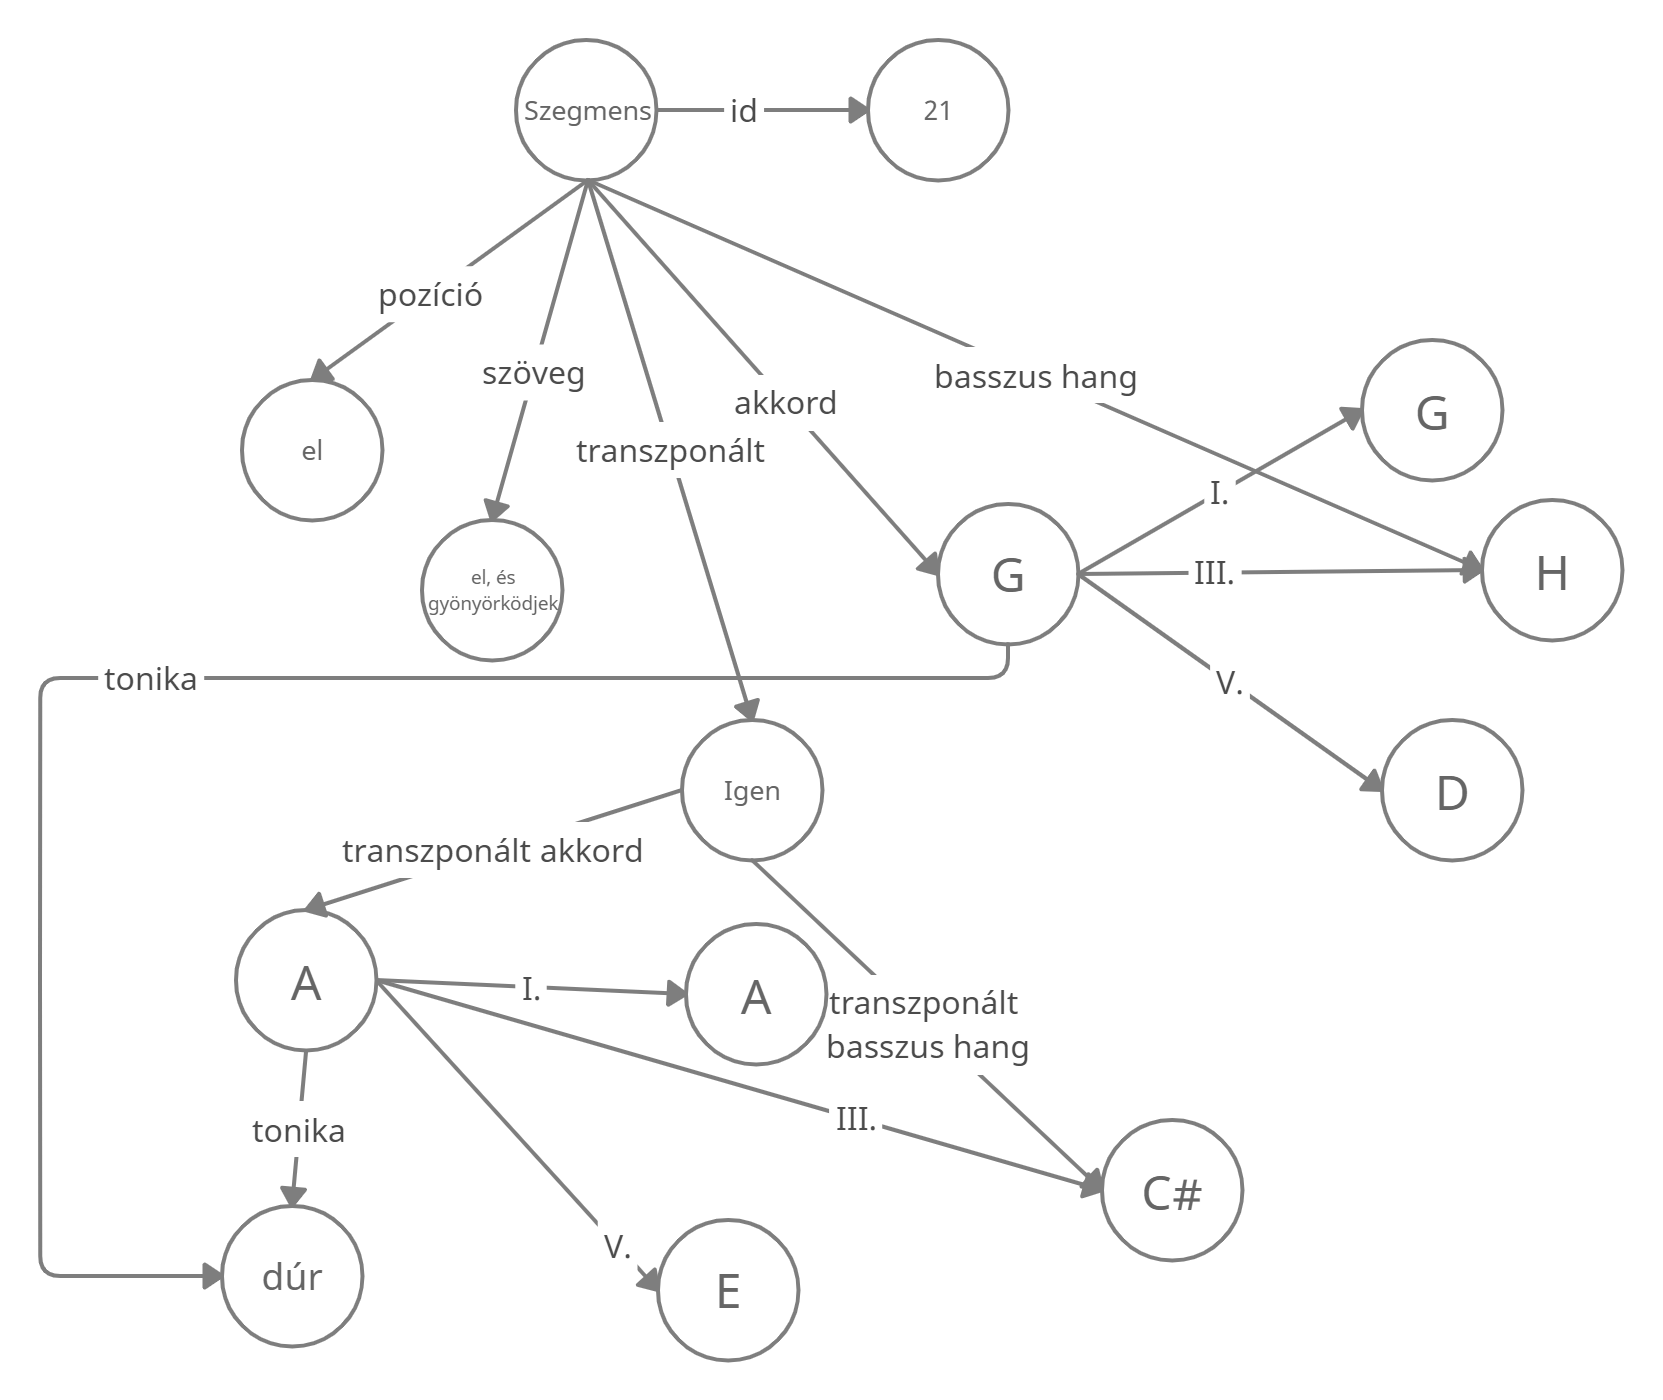 Szegmens
id
21
pozíció
szöveg
akkord
basszus hang
transzponált
el
G
I.
el, és
gyönyörködjek
G
III.
H
tonika
V.
Igen
D
transzponált akkord
A
I.
A
transzponált
basszus hang
III.
tonika
C#
V.
dúr
E